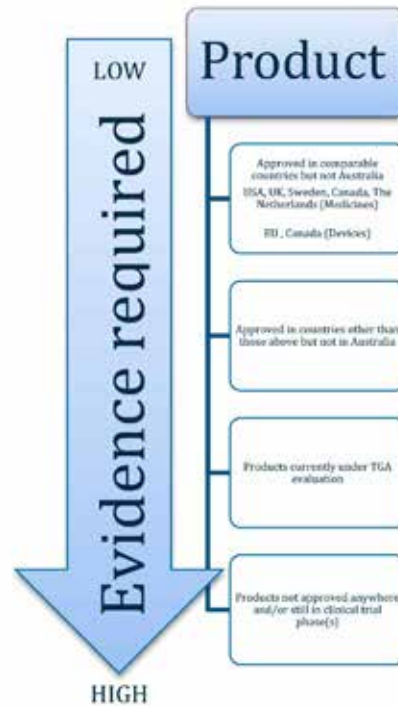 LOW
Evidence required
HIGH
Product
Approved in comparable
countries but not Australia
USA, UK, Sweden, Canada, The
Netherlands (Medicines)
EU , Canada (Devices)
Approved in countries other than
those above but not in Australia
Products currently under TGA
evaluation
Products not approved anywhere
and/or still in clinical trial
phase(s)